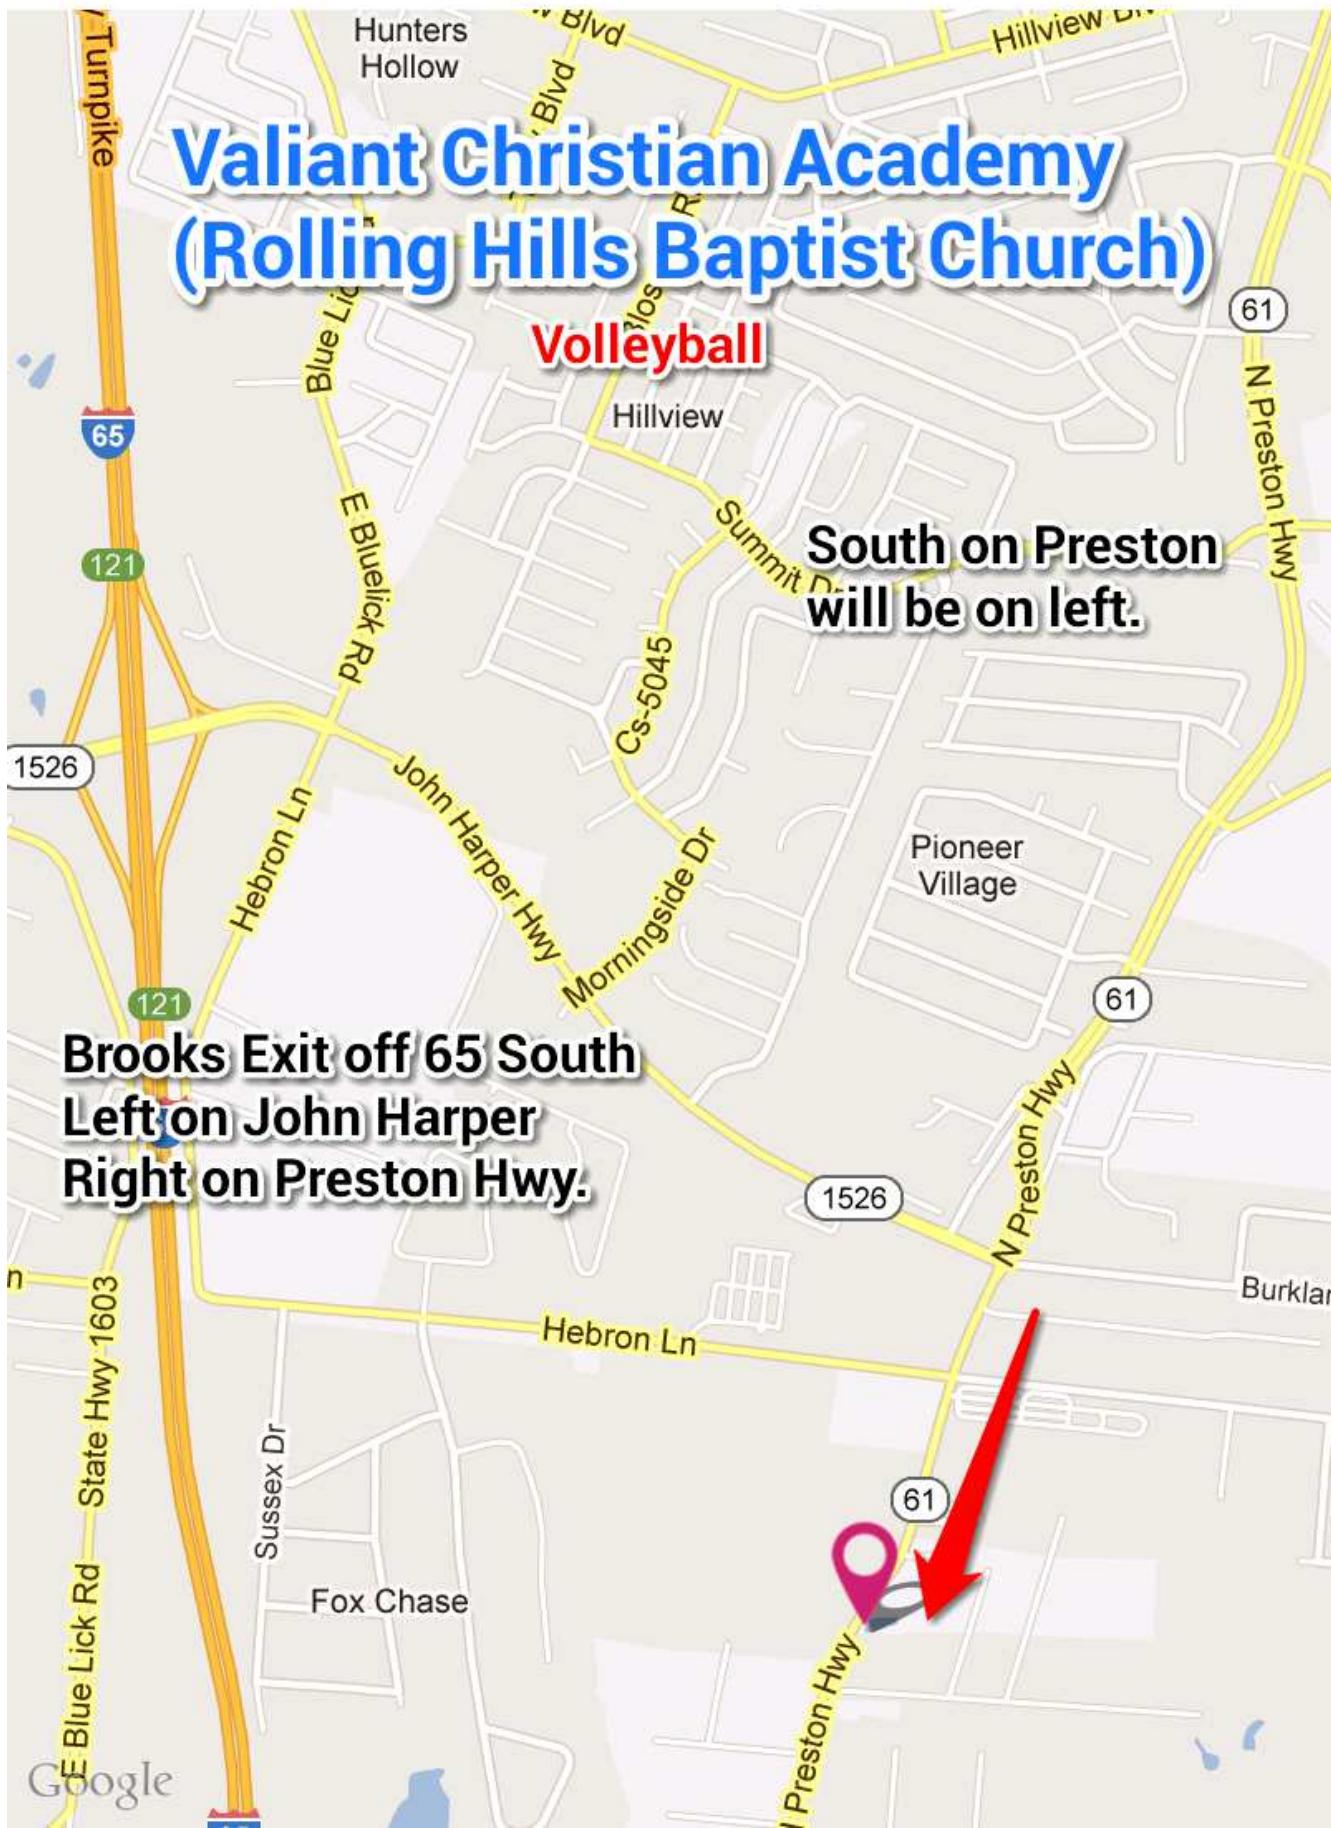 Turnpike
Hunters
Hollow
Blvd
Blvd
Hillview
Valiant Christian Academy
(Rolling Hills Baptist Church)
Volleyball
61
Blue
65
Hillview
N Preston Hwy
E Bluelick Rd
Summit Dr
South on Preston
will be on left.
121
Cs-5045
1526
John Harper Hwy
Hebron Ln
Morningside Dr
Pioneer
Village
121
61
Brooks Exit off 65 South
Left on John Harper
Right on Preston Hwy.
N Preston Hwy
1526
State Hwy 1603
Hebron Ln
Sussex Dr
61
Fox Chase
E Blue Lick Rd
Preston Hwy
Google